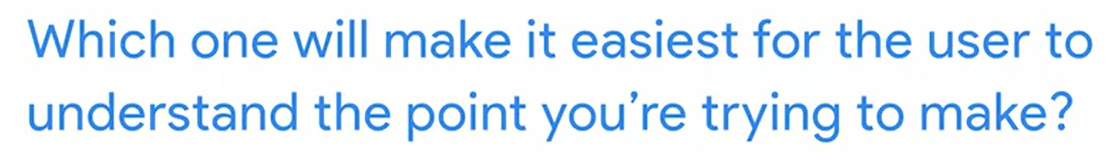 Which one will make it easiest for the user to
understand the point you’re trying to make?